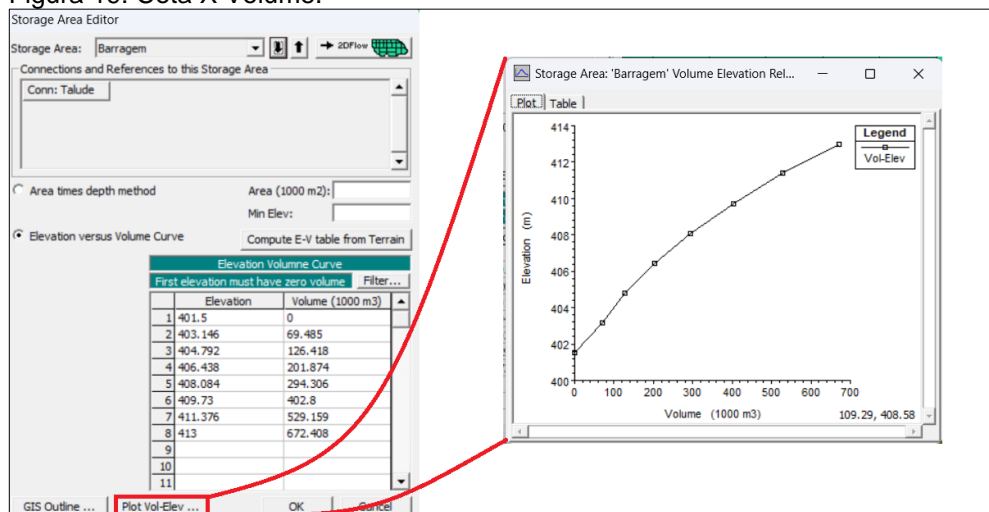 Storage Area Editor
Storage Area: Barragem
→ 2DFlow
Connections and References to this Storage Area
Conn: Talude
Area times depth method
Area (1000 m2):
Min Elev:
Elevation versus Volume Curve
Compute E-V table from Terrain
Elevation Volumne Curve
First elevation must have zero volume
Filter...
Elevation Volume (1000 m3)
1 401.5 0
2 403.146 69.485
3 404.792 126.418
4 406.438 201.874
5 408.084 294.306
6 409.73 402.8
7 411.376 529.159
8 413 672.408
9
10
11
GIS Outline ...
Plot Vol-Elev ...
OK
Cancel
Storage Area: 'Barragem' Volume Elevation Rel...
Plot Table
Legend
Vol-Elev
414
412
410
408
406
404
402
400
Elevation (m)
0 100 200 300 400 500 600 700
Volume (1000 m3)
109.29, 408.58